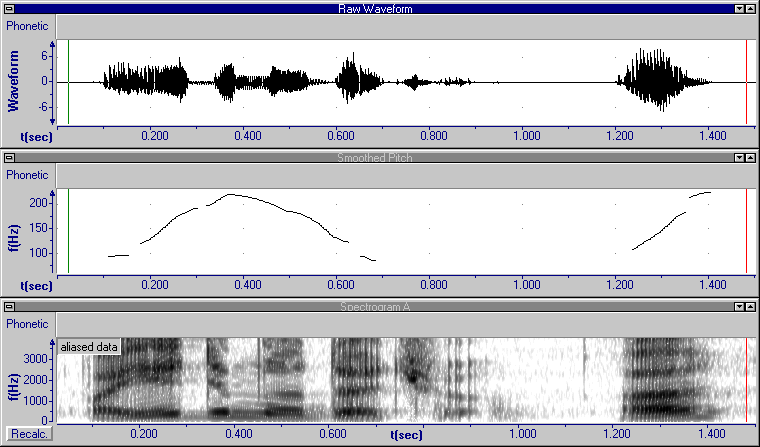 Raw Waveform
Phonetic
Waveform
6
0
-6
t(sec)
0.200 0.400 0.600 0.800 1.000 1.200 1.400
Smoothed Pitch
Phonetic
f(Hz)
200
150
100
t(sec)
0.200 0.400 0.600 0.800 1.000 1.200 1.400
Spectrogram A
Phonetic
aliased data
f(Hz)
3000
2000
1000
0
Recalc.
0.200 0.400 0.600 t(sec) 0.800 1.000 1.200 1.400